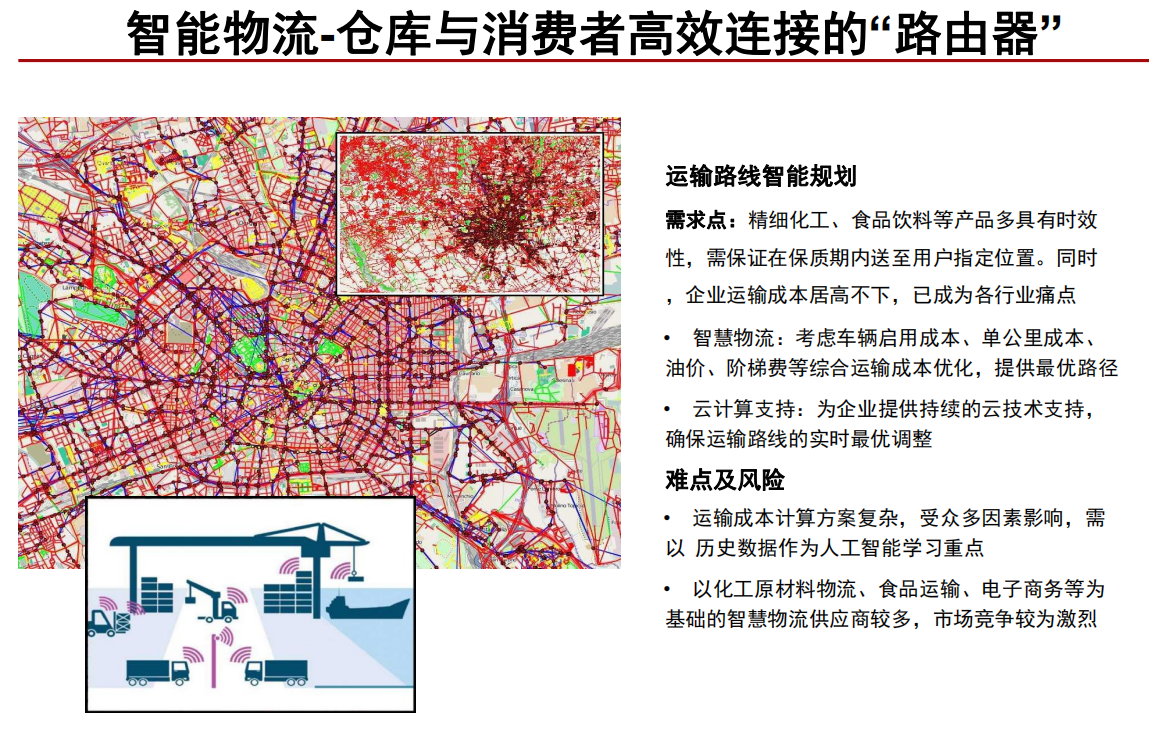 智能物流-仓库与消费者高效连接的“路由器”
运输路线智能规划
需求点：精细化工、食品饮料等产品多具有时效
性，需保证在保质期内送至用户指定位置。同时
，企业运输成本居高不下，已成为各行业痛点
• 智慧物流：考虑车辆启用成本、单公里成本、
油价、阶梯费等综合运输成本优化，提供最优路径
• 云计算支持：为企业提供持续的云技术支持，
确保运输路线的实时最优调整
难点及风险
• 运输成本计算方案复杂，受众多因素影响，需
以 历史数据作为人工智能学习重点
• 以化工原材料物流、食品运输、电子商务等为
基础的智慧物流供应商较多，市场竞争较为激烈